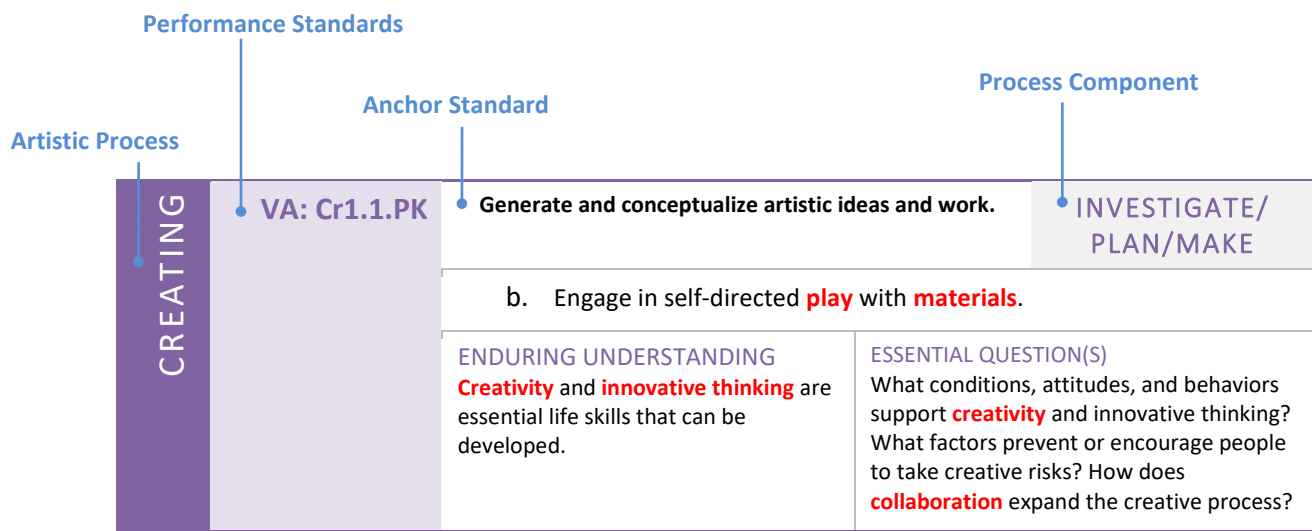 Performance Standards
Process Component
Anchor Standard
Artistic Process
CREATING
VA: Cr1.1.PK
Generate and conceptualize artistic ideas and work.
INVESTIGATE/
PLAN/MAKE
b. Engage in self-directed play with materials.
ENDURING UNDERSTANDING
Creativity and innovative thinking are
essential life skills that can be
developed.
ESSENTIAL QUESTION(S)
What conditions, attitudes, and behaviors
support creativity and innovative thinking?
What factors prevent or encourage people
to take creative risks? How does
collaboration expand the creative process?